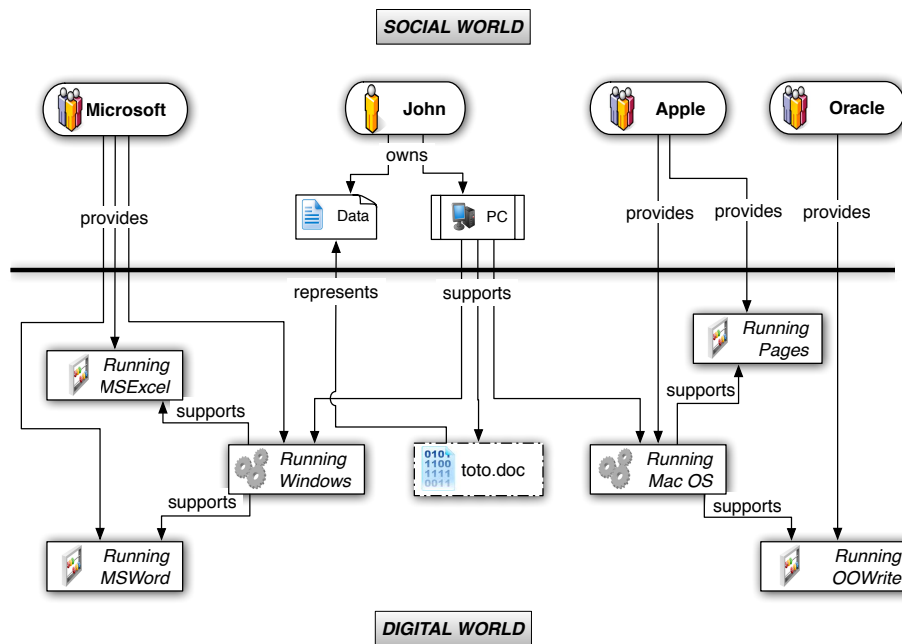 SOCIAL WORLD
Microsoft
John
Apple
Oracle
owns
provides
Data
PC
provides
provides
represents
supports
Running
Pages
Running
MSExcel
supports
supports
Running
Windows
0101
1100
1111
0011
toto.doc
Running
Mac OS
supports
supports
Running
MSWord
Running
OOWrite
DIGITAL WORLD